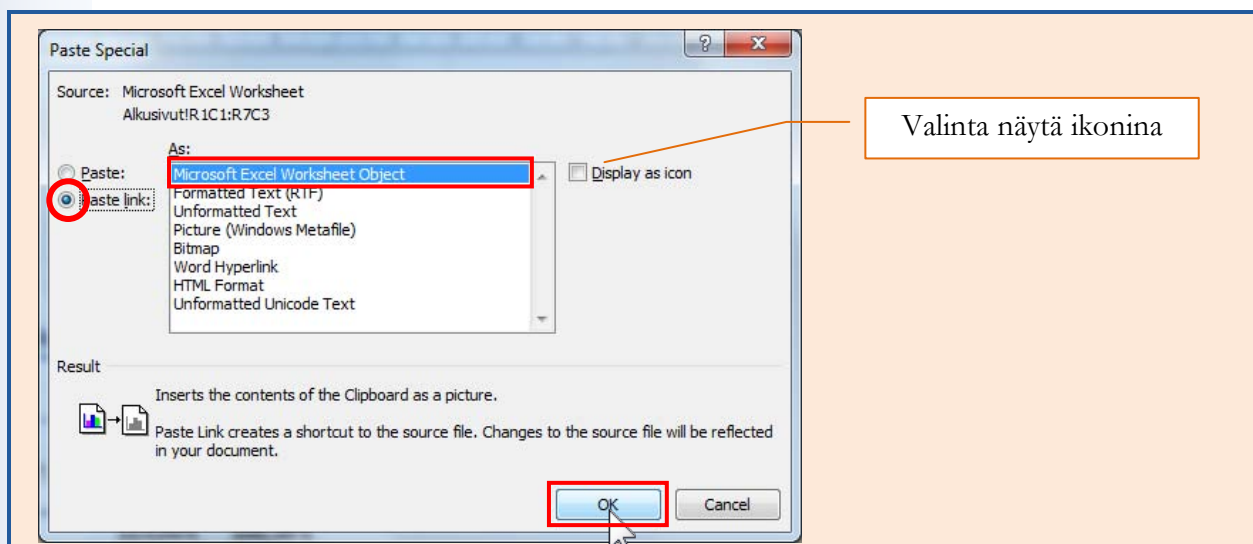 Paste Special
Source: Microsoft Excel Worksheet
Alkusivut!R1C1:R7C3
As:
Paste:
Paste link:
Microsoft Excel Worksheet Object
Formatted Text (RTF)
Unformatted Text
Picture (Windows Metafile)
Bitmap
Word Hyperlink
HTML Format
Unformatted Unicode Text
Display as icon
Valinta näytä ikonina
Result
Inserts the contents of the Clipboard as a picture.
Paste Link creates a shortcut to the source file. Changes to the source file will be reflected
in your document.
OK
Cancel